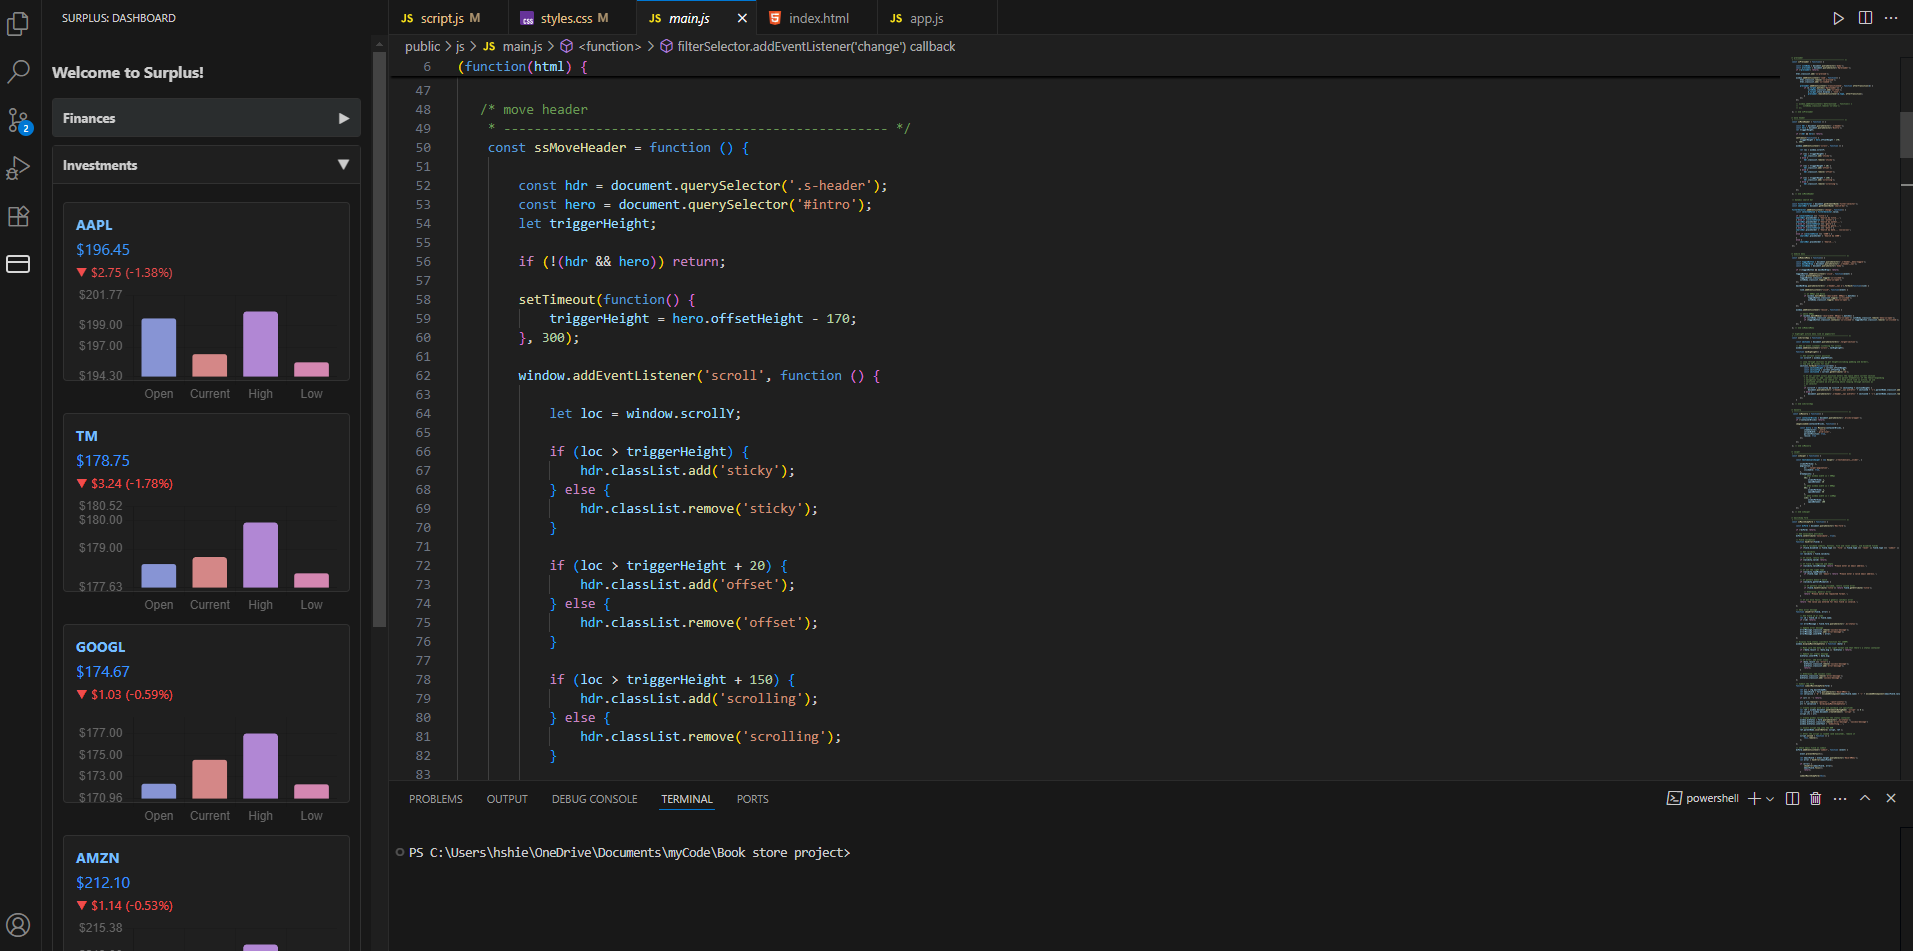 SURPLUS: DASHBOARD
Welcome to Surplus!
Finances
Investments
AAPL
$196.45
▼ $2.75 (-1.38%)
$201.77
$199.00
$197.00
$194.30
Open Current High Low
TM
$178.75
▼ $3.24 (-1.78%)
$180.52
$180.00
$179.00
$177.63
Open Current High Low
GOOGL
$174.67
▼ $1.03 (-0.59%)
$177.00
$175.00
$173.00
$170.96
Open Current High Low
AMZN
$212.10
▼ $1.14 (-0.53%)
$215.38
2
JS script.js M
css styles.css M
JS main.js ×
5 index.html
JS app.js
public > js > JS main.js > <function> > filterSelector.addEventListener('change') callback
6 (function(html) {
47
48 /* move header
49 * -------------------------------------------------- */
50 const ssMoveHeader = function () {
51
52 const hdr = document.querySelector('.s-header');
53 const hero = document.querySelector('#intro');
54 let triggerHeight;
55
56 if (!(hdr && hero)) return;
57
58 setTimeout(function() {
59 triggerHeight = hero.offsetHeight - 170;
60 }, 300);
61
62 window.addEventListener('scroll', function () {
63
64 let loc = window.scrollY;
65
66 if (loc > triggerHeight) {
67 hdr.classList.add('sticky');
68 } else {
69 hdr.classList.remove('sticky');
70 }
71
72 if (loc > triggerHeight + 20) {
73 hdr.classList.add('offset');
74 } else {
75 hdr.classList.remove('offset');
76 }
77
78 if (loc > triggerHeight + 150) {
79 hdr.classList.add('scrolling');
80 } else {
81 hdr.classList.remove('scrolling');
82 }
83
PROBLEMS OUTPUT DEBUG CONSOLE TERMINAL PORTS
powershell
PS C:\Users\hshie\OneDrive\Documents\myCode\Book store project>